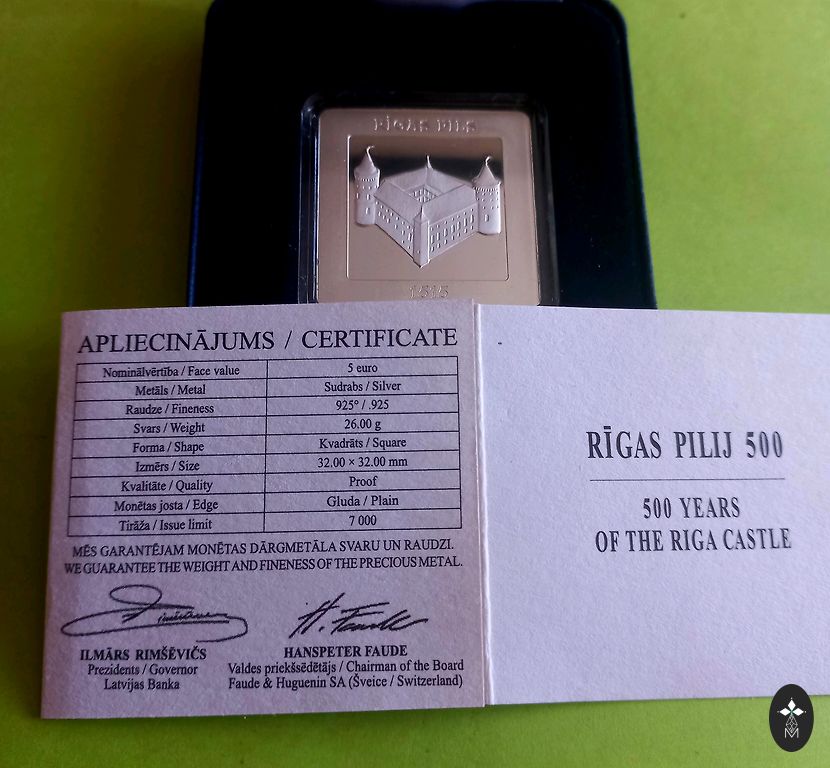 RĪGAS PILS
1515
APLIECINĀJUMS / CERTIFICATE
Nominālvērtība / Face value 5 euro
Metāls / Metal Sudrabs / Silver
Raudze / Fineness 925° / .925
Svars / Weight 26.00 g
Forma / Shape Kvadrāts / Square
Izmērs / Size 32.00 × 32.00 mm
Kvalitāte / Quality Proof
Monētas josta / Edge Gluda / Plain
Tirāža / Issue limit 7 000
MĒS GARANTĒJAM MONĒTAS DĀRGMETĀLA SVARU UN RAUDZI.
WE GUARANTEE THE WEIGHT AND FINENESS OF THE PRECIOUS METAL.
H. Faude
ILMĀRS RIMŠĒVIČS
Prezidents / Governor
Latvijas Banka
HANSPETER FAUDE
Valdes priekšsēdētājs / Chairman of the Board
Faude & Huguenin SA (Šveice / Switzerland)
RĪGAS PILIJ 500
500 YEARS
OF THE RIGA CASTLE
M